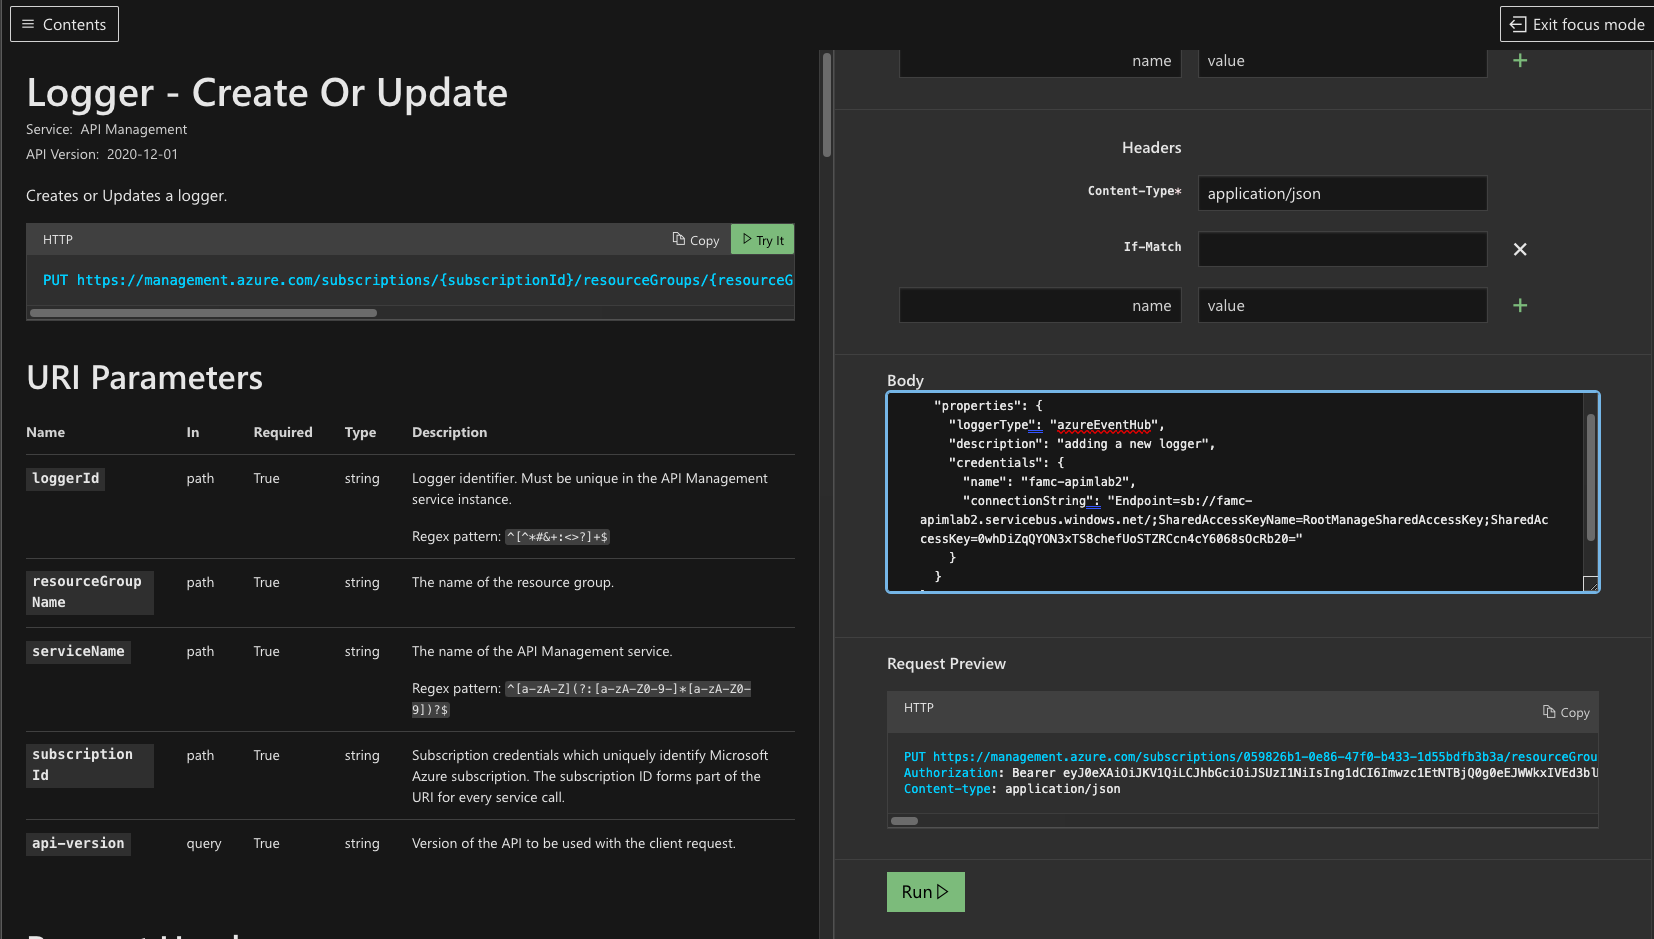 Contents
Exit focus mode
Logger - Create Or Update
Service: API Management
API Version: 2020-12-01
Creates or Updates a logger.
HTTP
Copy
Try It
PUT https://management.azure.com/subscriptions/{subscriptionId}/resourceGroups/{resourceG
URI Parameters
Name In Required Type Description
loggerId path True string Logger identifier. Must be unique in the API Management
service instance.
Regex pattern: ^[^*#&+:<>?]+$
resourceGroup path True string The name of the resource group.
Name
serviceName path True string The name of the API Management service.
Regex pattern: ^[a-zA-Z](?:[a-zA-Z0-9-]*[a-zA-Z0-
9])?$
subscription path True string Subscription credentials which uniquely identify Microsoft
Id
Azure subscription. The subscription ID forms part of the
URI for every service call.
api-version query True string Version of the API to be used with the client request.
name value +
Headers
Content-Type* application/json
If-Match
name value +
Body
"properties": {
"loggerType": "azureEventHub",
"description": "adding a new logger",
"credentials": {
"name": "famc-apimlab2",
"connectionString": "Endpoint=sb://famc-
apimlab2.servicebus.windows.net/;SharedAccessKeyName=RootManageSharedAccessKey;SharedAc
cessKey=0whDiZqQYON3xTS8chefUoSTZRCcn4cY6068sOcRb20="
}
}
Request Preview
HTTP
Copy
PUT https://management.azure.com/subscriptions/059826b1-0e86-47f0-b433-1d55bdfb3b3a/resourceGrou
Authorization: Bearer
Content-type: application/json
Run